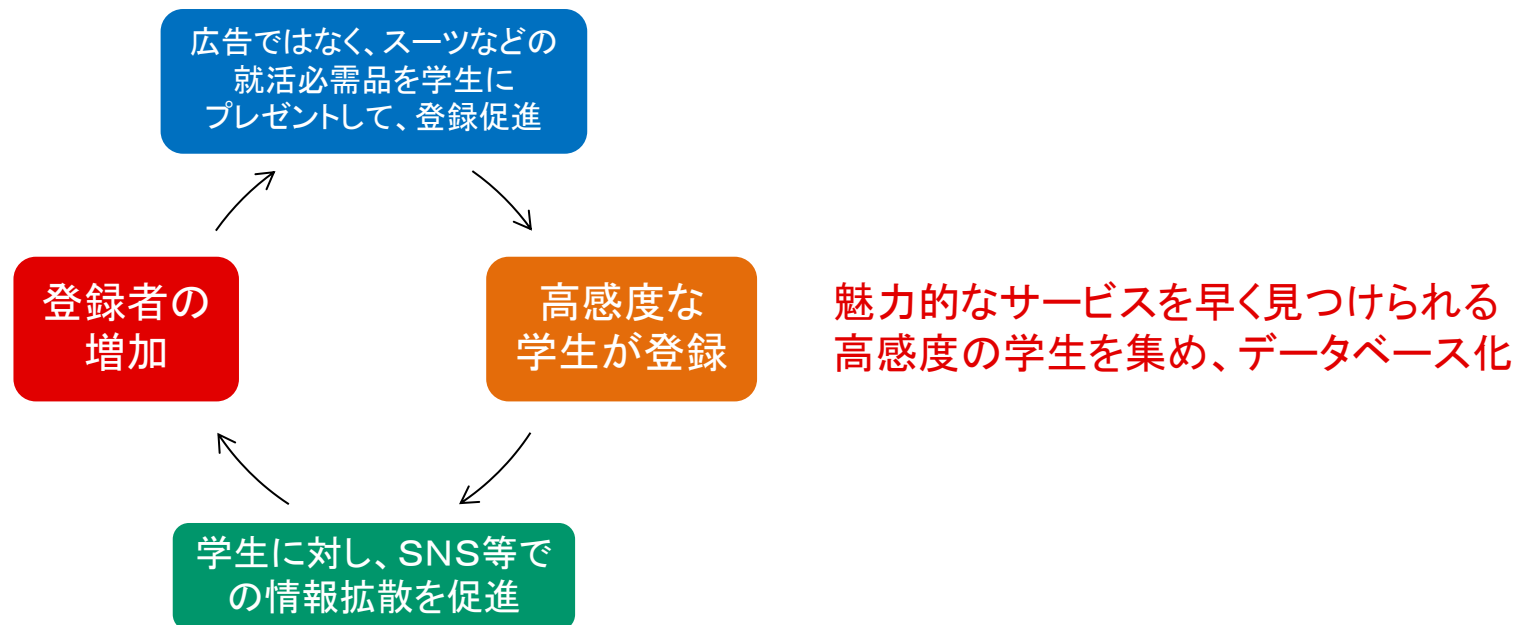 広告ではなく、スーツなどの
就活必需品を学生に
プレゼントして、登録促進
登録者の
増加
高感度な
学生が登録
魅力的なサービスを早く見つけられる
高感度の学生を集め、データベース化
学生に対し、ＳＮＳ等で
の情報拡散を促進